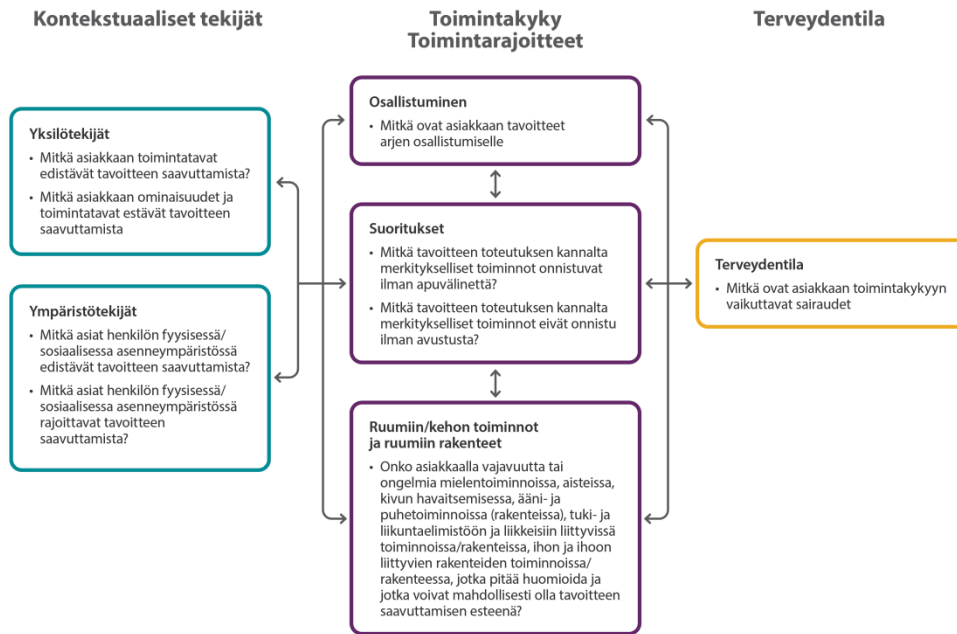 Kontekstuaaliset tekijät
Toimintakyky
Toimintarajoitteet
Terveydentila
Yksilötekijät
• Mitkä asiakkaan toimintatavat
edistävät tavoitteen saavuttamista?
• Mitkä asiakkaan ominaisuudet ja
toimintatavat estävät tavoitteen
saavuttamista
Ympäristötekijät
• Mitkä asiat henkilön fyysisessä/
sosiaalisessa asenneympäristössä
edistävät tavoitteen saavuttamista?
• Mitkä asiat henkilön fyysisessä/
sosiaalisessa asenneympäristössä
rajoittavat tavoitteen
saavuttamista?
Osallistuminen
• Mitkä ovat asiakkaan tavoitteet
arjen osallistumiselle
Suoritukset
• Mitkä tavoitteen toteutuksen kannalta
merkitykselliset toiminnot onnistuvat
ilman apuvälinettä?
• Mitkä tavoitteen toteutuksen kannalta
merkitykselliset toiminnot eivät onnistu
ilman avustusta?
Ruumiin/kehon toiminnot
ja ruumiin rakenteet
• Onko asiakkaalla vajavuutta tai
ongelmia mielentoiminnoissa, aisteissa,
kivun havaitsemisessa, ääni- ja
puhetoiminnoissa (rakenteissa), tuki- ja
liikuntaelimistöön ja liikkeisiin liittyvissä
toiminnoissa/rakenteissa, ihon ja ihoon
liittyvien rakenteiden toiminnoissa/
rakenteessa, jotka pitää huomioida ja
jotka voivat mahdollisesti olla tavoitteen
saavuttamisen esteenä?
Terveydentila
• Mitkä ovat asiakkaan toimintakykyyn
vaikuttavat sairaudet